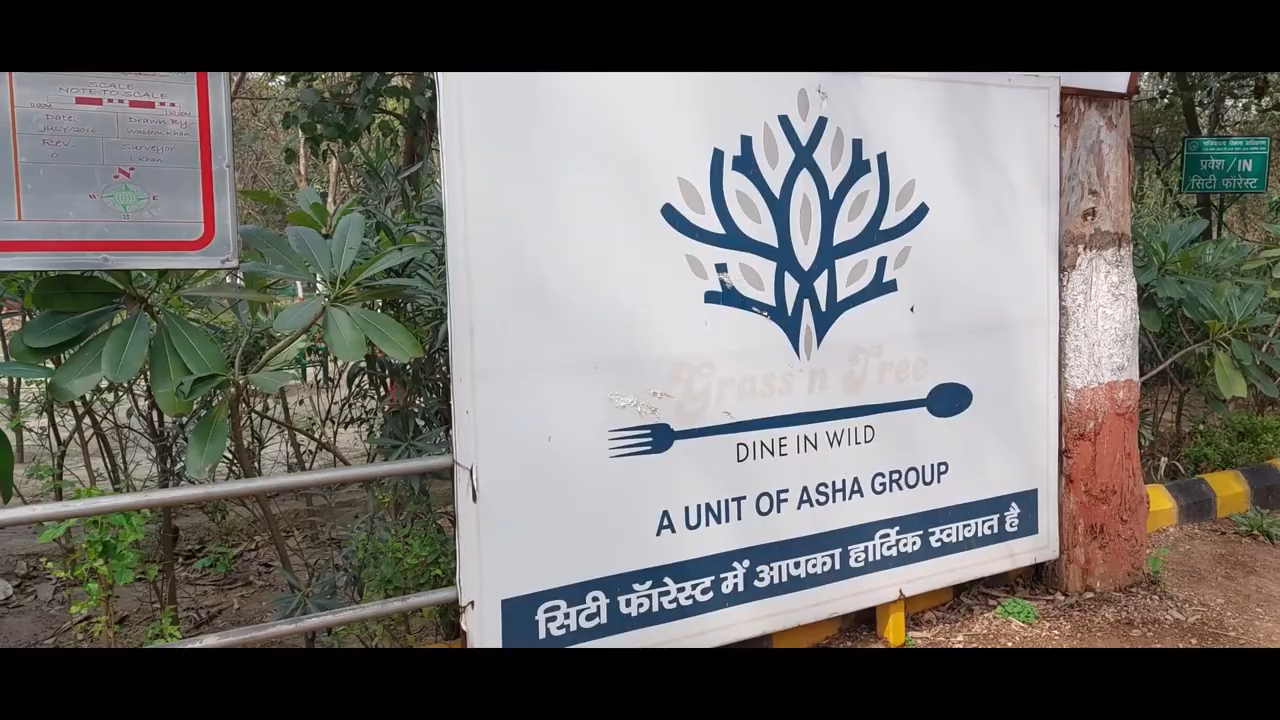 SCALE
NOTE TO SCALE
Date:
JULY/2016
Drawn By:-
Waseem Khan
Rev.
0
Surveyor
I. Khan
N
W
E
Grass'n Tree
DINE IN WILD
A UNIT OF ASHA GROUP
सिटी फॉरेस्ट में आपका हार्दिक स्वागत है
प्रवेश/IN
सिटी फॉरेस्ट